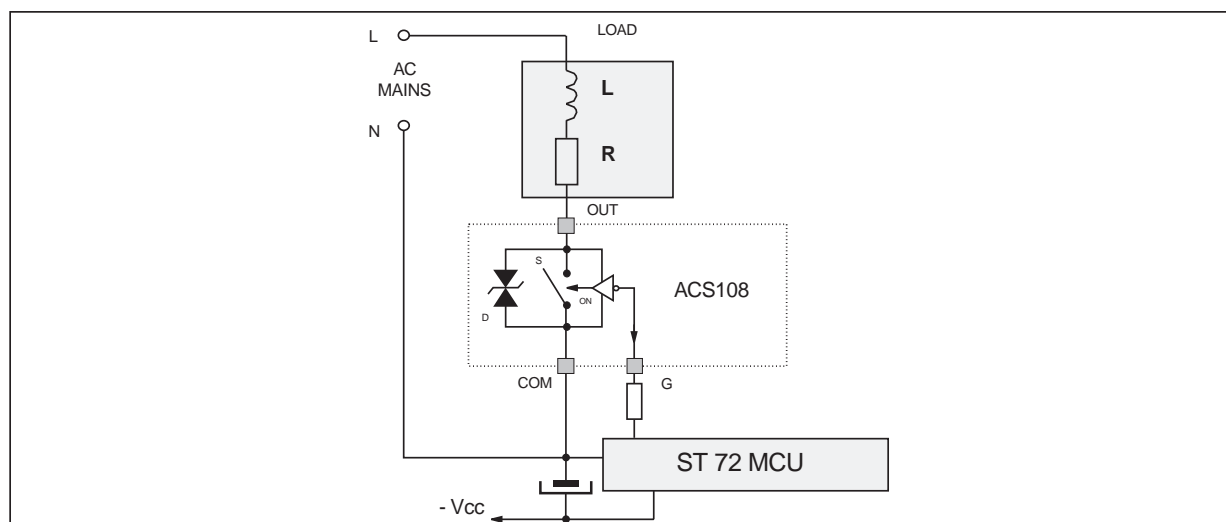 LOAD
L
AC
MAINS
N
L
R
OUT
S
ON
D
ACS108
COM
G
ST 72 MCU
- Vcc